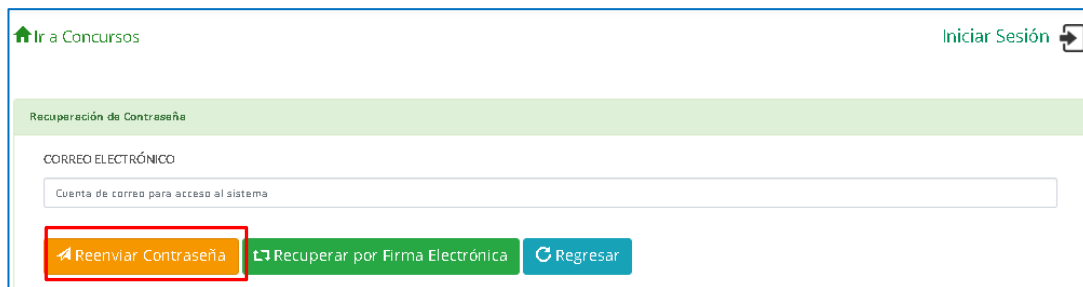 Ir a Concursos
Iniciar Sesión
Recuperación de Contraseña
CORREO ELECTRÓNICO
Cuenta de correo para acceso al sistema
Reenviar Contraseña Recuperar por Firma Electrónica Regresar